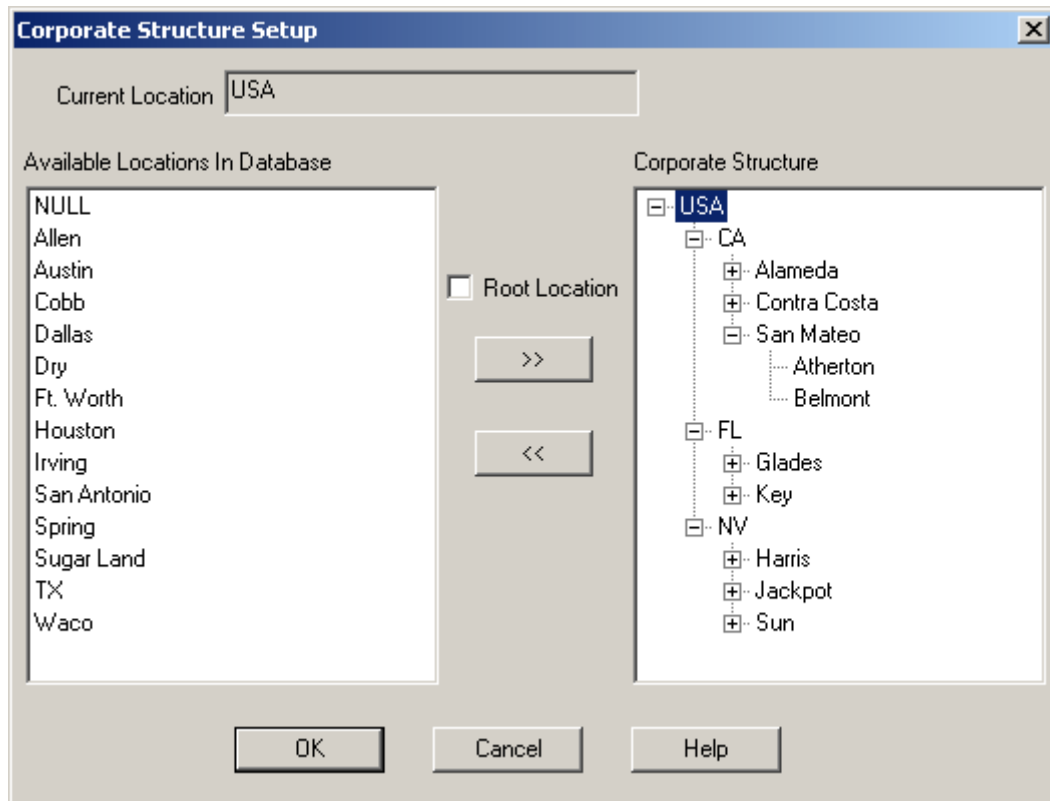 Corporate Structure Setup
Current Location USA
Available Locations In Database
NULL
Allen
Austin
Cobb
Dallas
Dry
Ft. Worth
Houston
Irving
San Antonio
Spring
Sugar Land
TX
Waco
Root Location
>>
<<
Corporate Structure
USA
CA
Alameda
Contra Costa
San Mateo
Atherton
Belmont
FL
Glades
Key
NV
Harris
Jackpot
Sun
OK Cancel Help